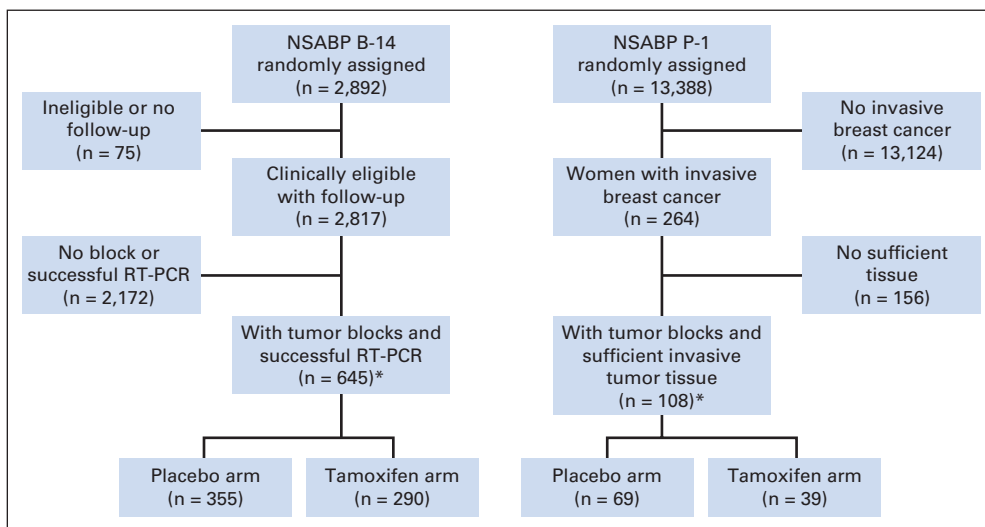 NSABP B-14
randomly assigned
(n = 2,892)
Ineligible or no
follow-up
(n = 75)
Clinically eligible
with follow-up
(n = 2,817)
No block or
successful RT-PCR
(n = 2,172)
With tumor blocks and
successful RT-PCR
(n = 645)*
Placebo arm
(n = 355)
Tamoxifen arm
(n = 290)
NSABP P-1
randomly assigned
(n = 13,388)
No invasive
breast cancer
(n = 13,124)
Women with invasive
breast cancer
(n = 264)
No sufficient
tissue
(n = 156)
With tumor blocks and
sufficient invasive
tumor tissue
(n = 108)*
Placebo arm
(n = 69)
Tamoxifen arm
(n = 39)